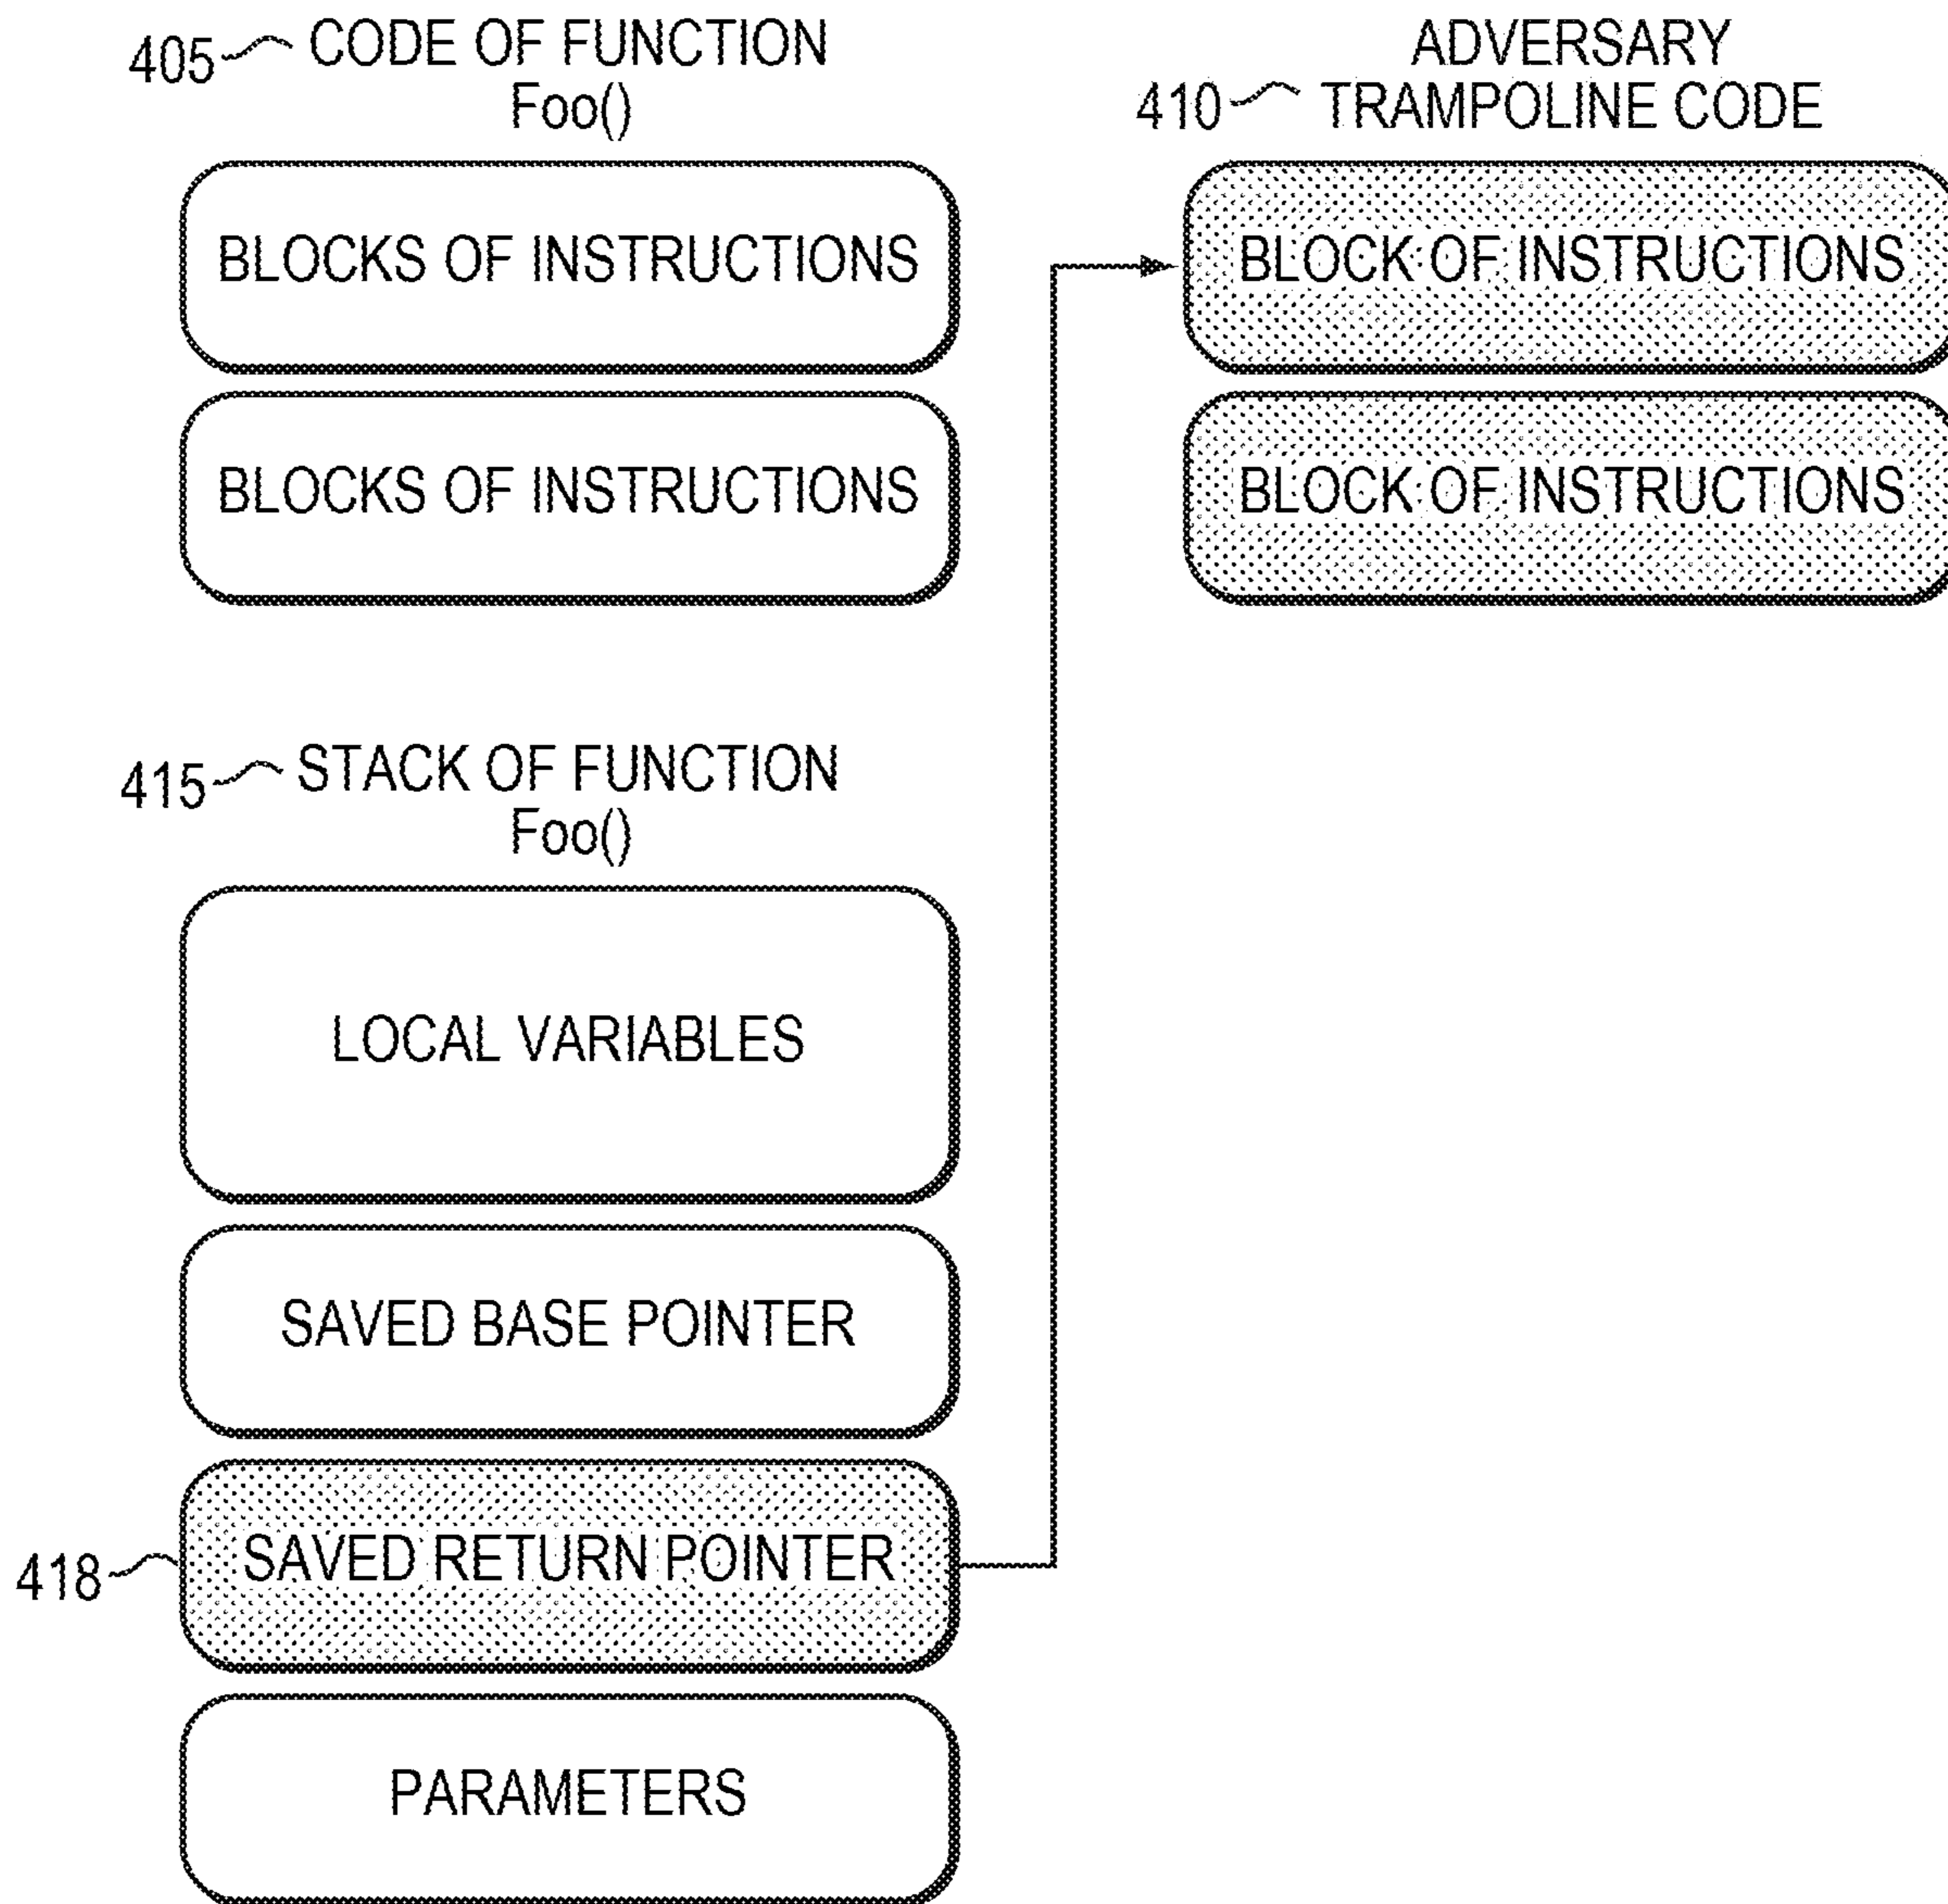 405 CODE OF FUNCTION
Foo()
BLOCKS OF INSTRUCTIONS
BLOCKS OF INSTRUCTIONS
ADVERSARY
410 TRAMPOLINE CODE
BLOCK OF INSTRUCTIONS
BLOCK OF INSTRUCTIONS
415 STACK OF FUNCTION
Foo()
LOCAL VARIABLES
SAVED BASE POINTER
418 SAVED RETURN POINTER
PARAMETERS